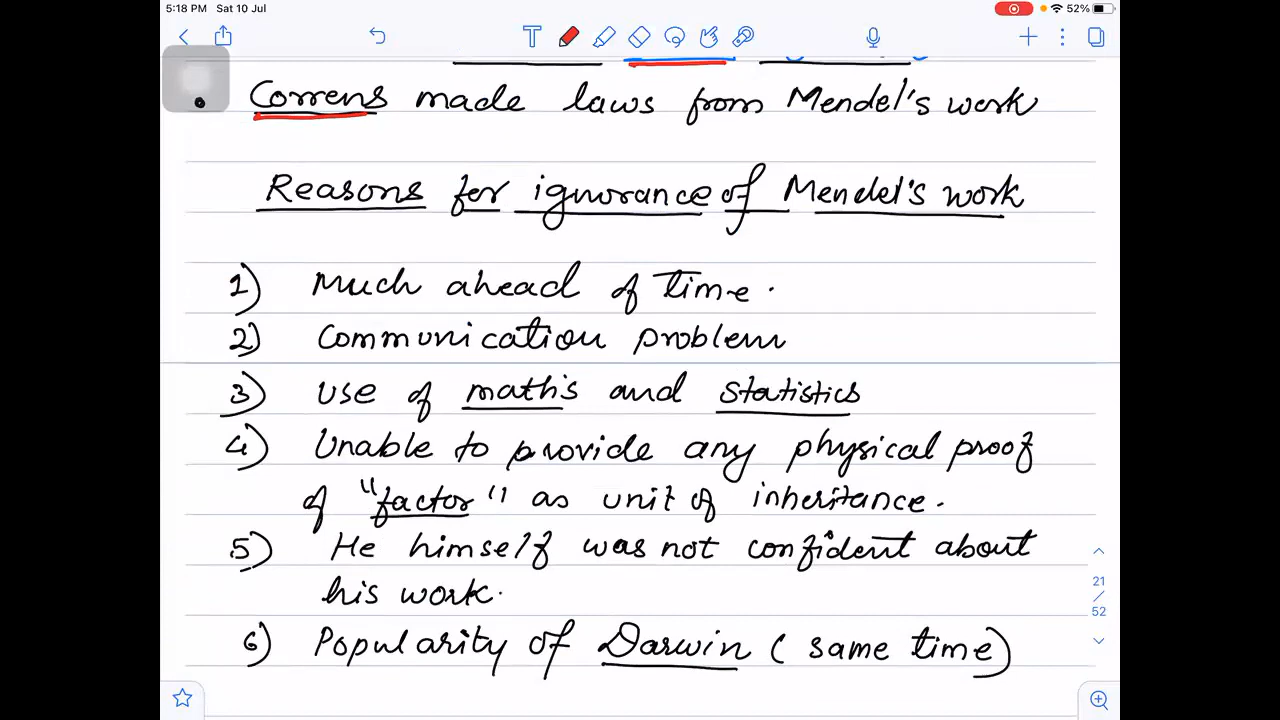 5:18 PM Sat 10 Jul
52%
Correns made laws from Mendel's work
Reasons for ignorance of Mendel's work
1) Much ahead of time.
2) Communication problem
3) Use of maths and statistics
4) Unable to provide any physical proof
of "factor" as unit of inheritance.
5) He himself was not confident about
his work.
21
/
52
6) Popularity of Darwin (same time)